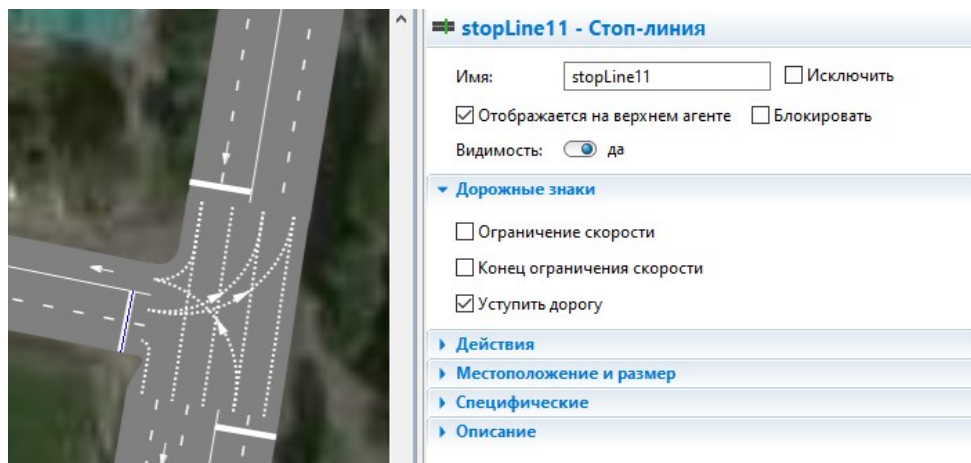 stopLine11 - Стоп-линия
Имя: stopLine11 Исключить
Отображается на верхнем агенте Блокировать
Видимость: да
Дорожные знаки
Ограничение скорости
Конец ограничения скорости
Уступить дорогу
Действия
Местоположение и размер
Специфические
Описание